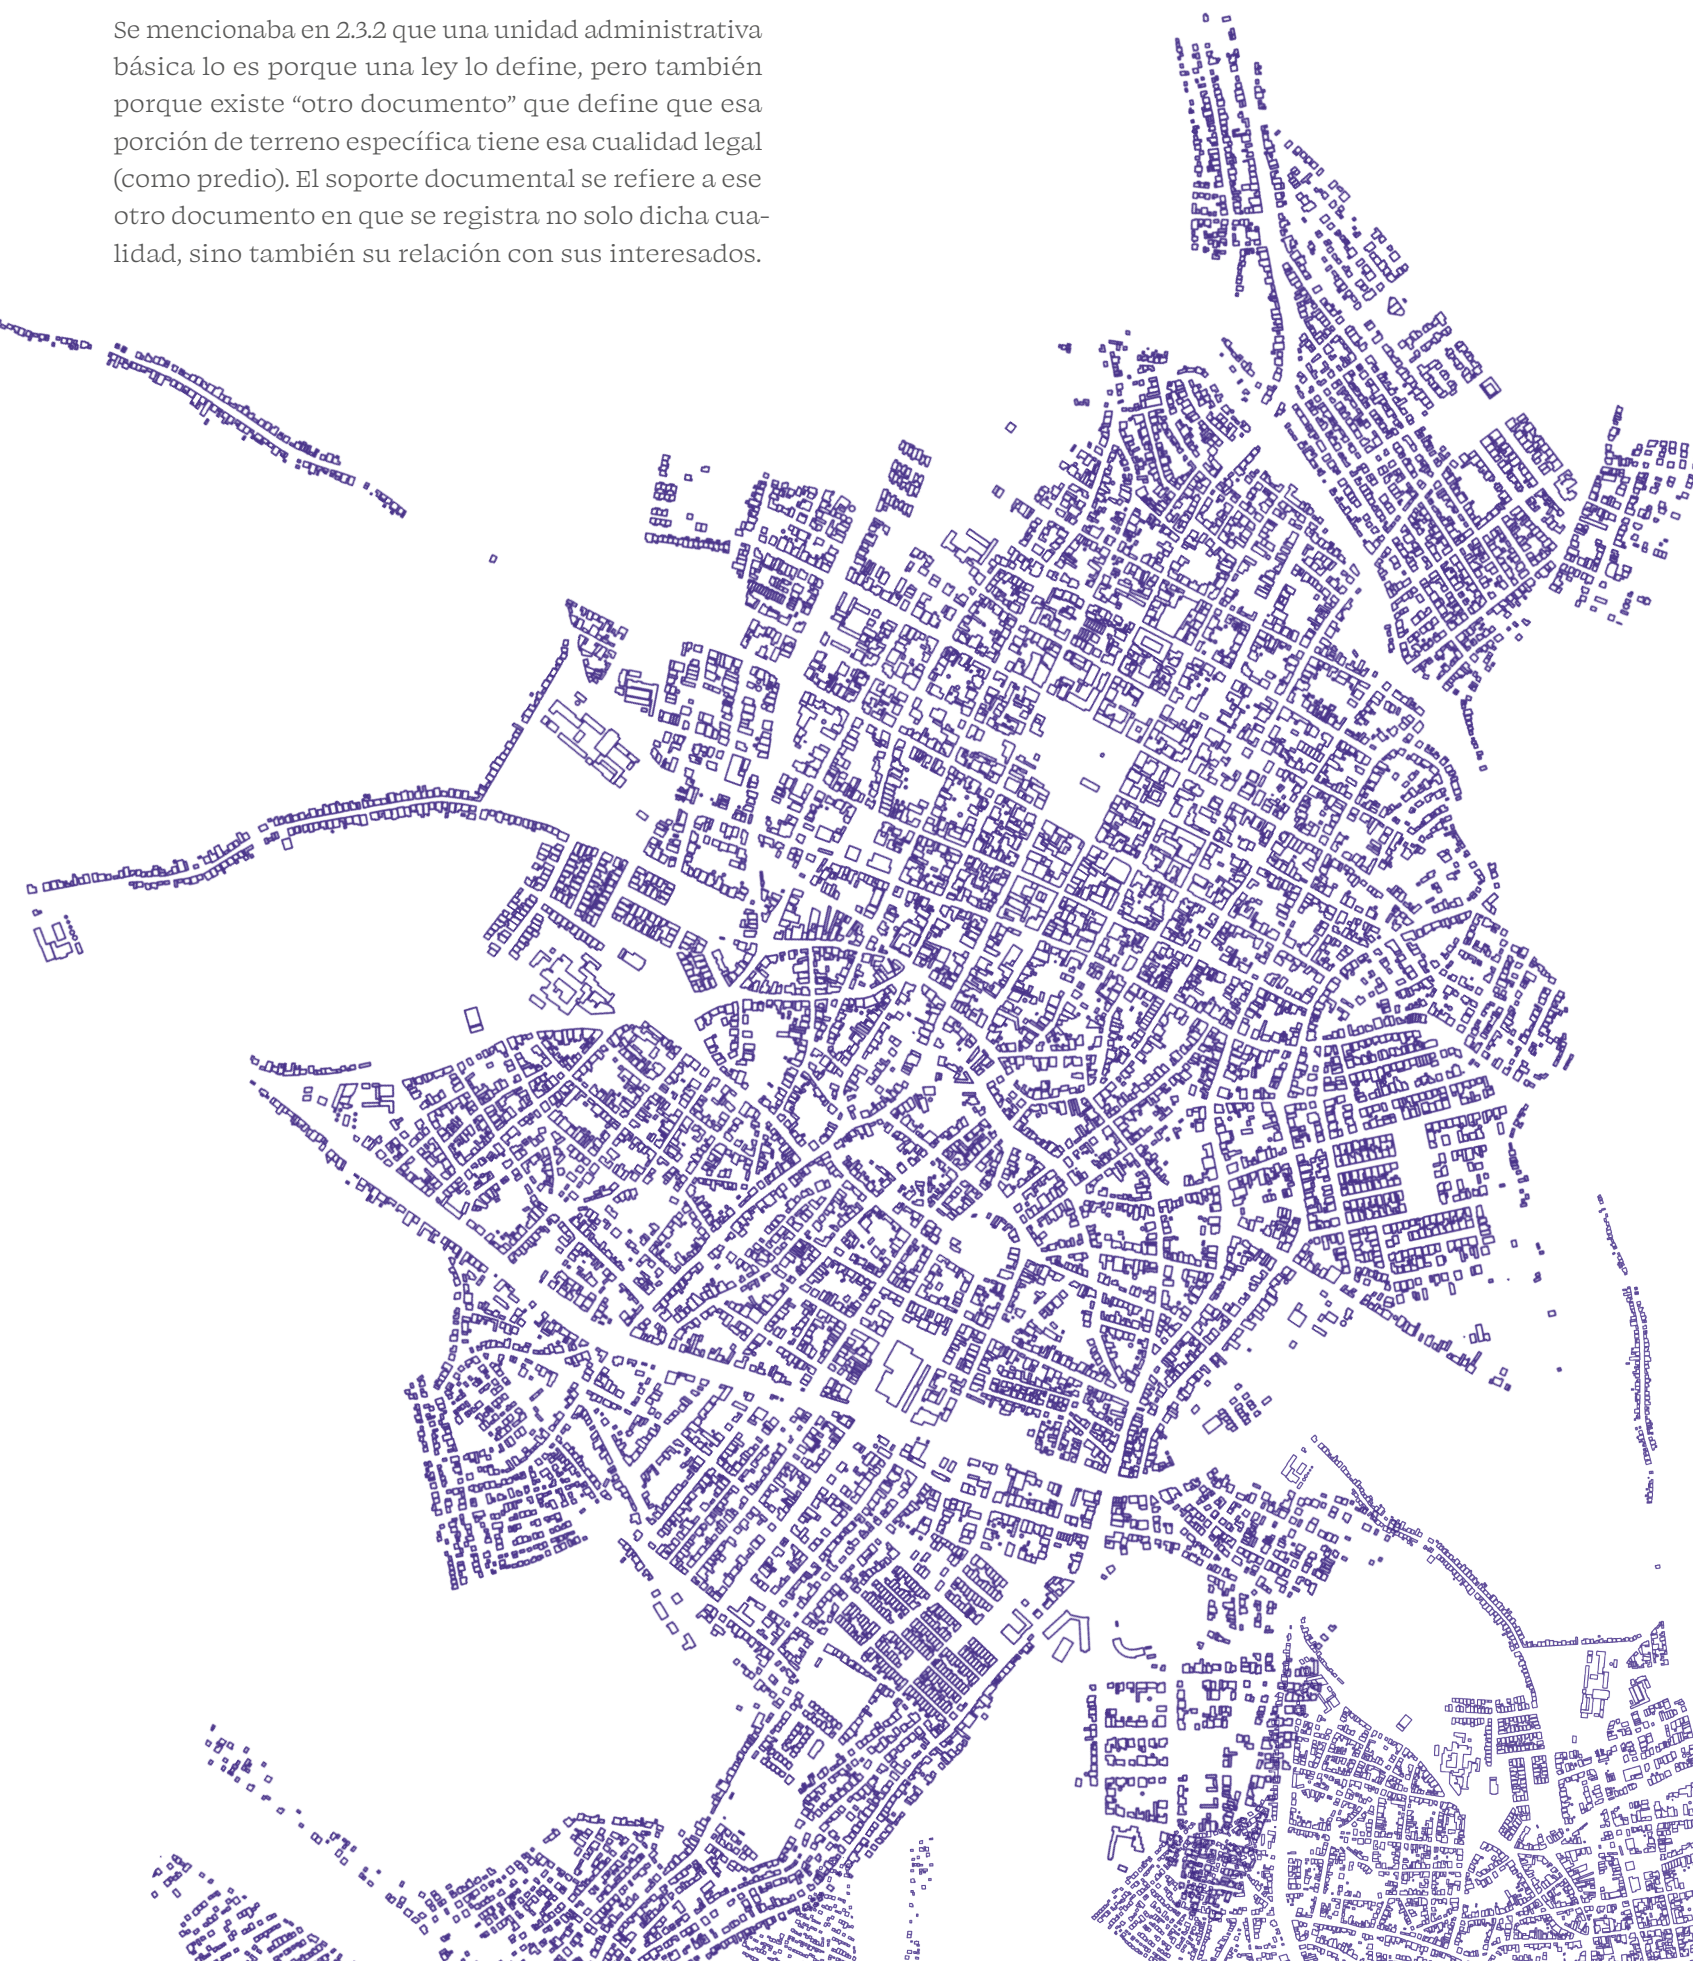 Se mencionaba en 2.3.2 que una unidad administrativa
básica lo es porque una ley lo define, pero también
porque existe “otro documento” que define que esa
porción de terreno específica tiene esa cualidad legal
(como predio). El soporte documental se refiere a ese
otro documento en que se registra no solo dicha cua-
lidad, sino también su relación con sus interesados.